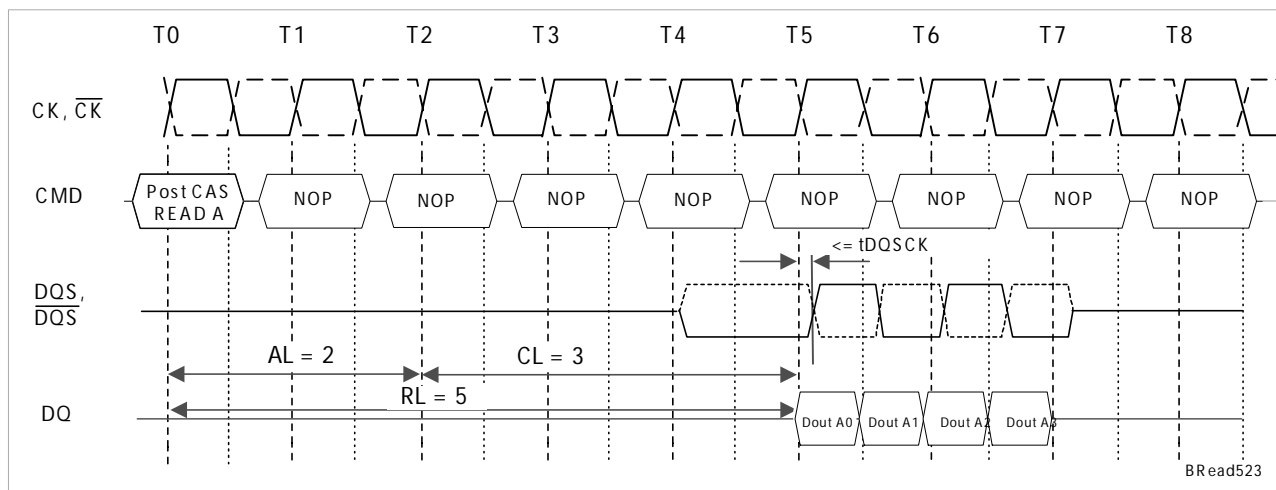 T0 T1 T2 T3 T4 T5 T6 T7 T8
CK, CK
CMD
Post CAS
READ A
NOP NOP NOP NOP NOP NOP NOP NOP
<= tDQSCK
DQS,
DQS
AL = 2 CL = 3
RL = 5
DQ
Dout A0 Dout A1 Dout A2 Dout A3
BRead523